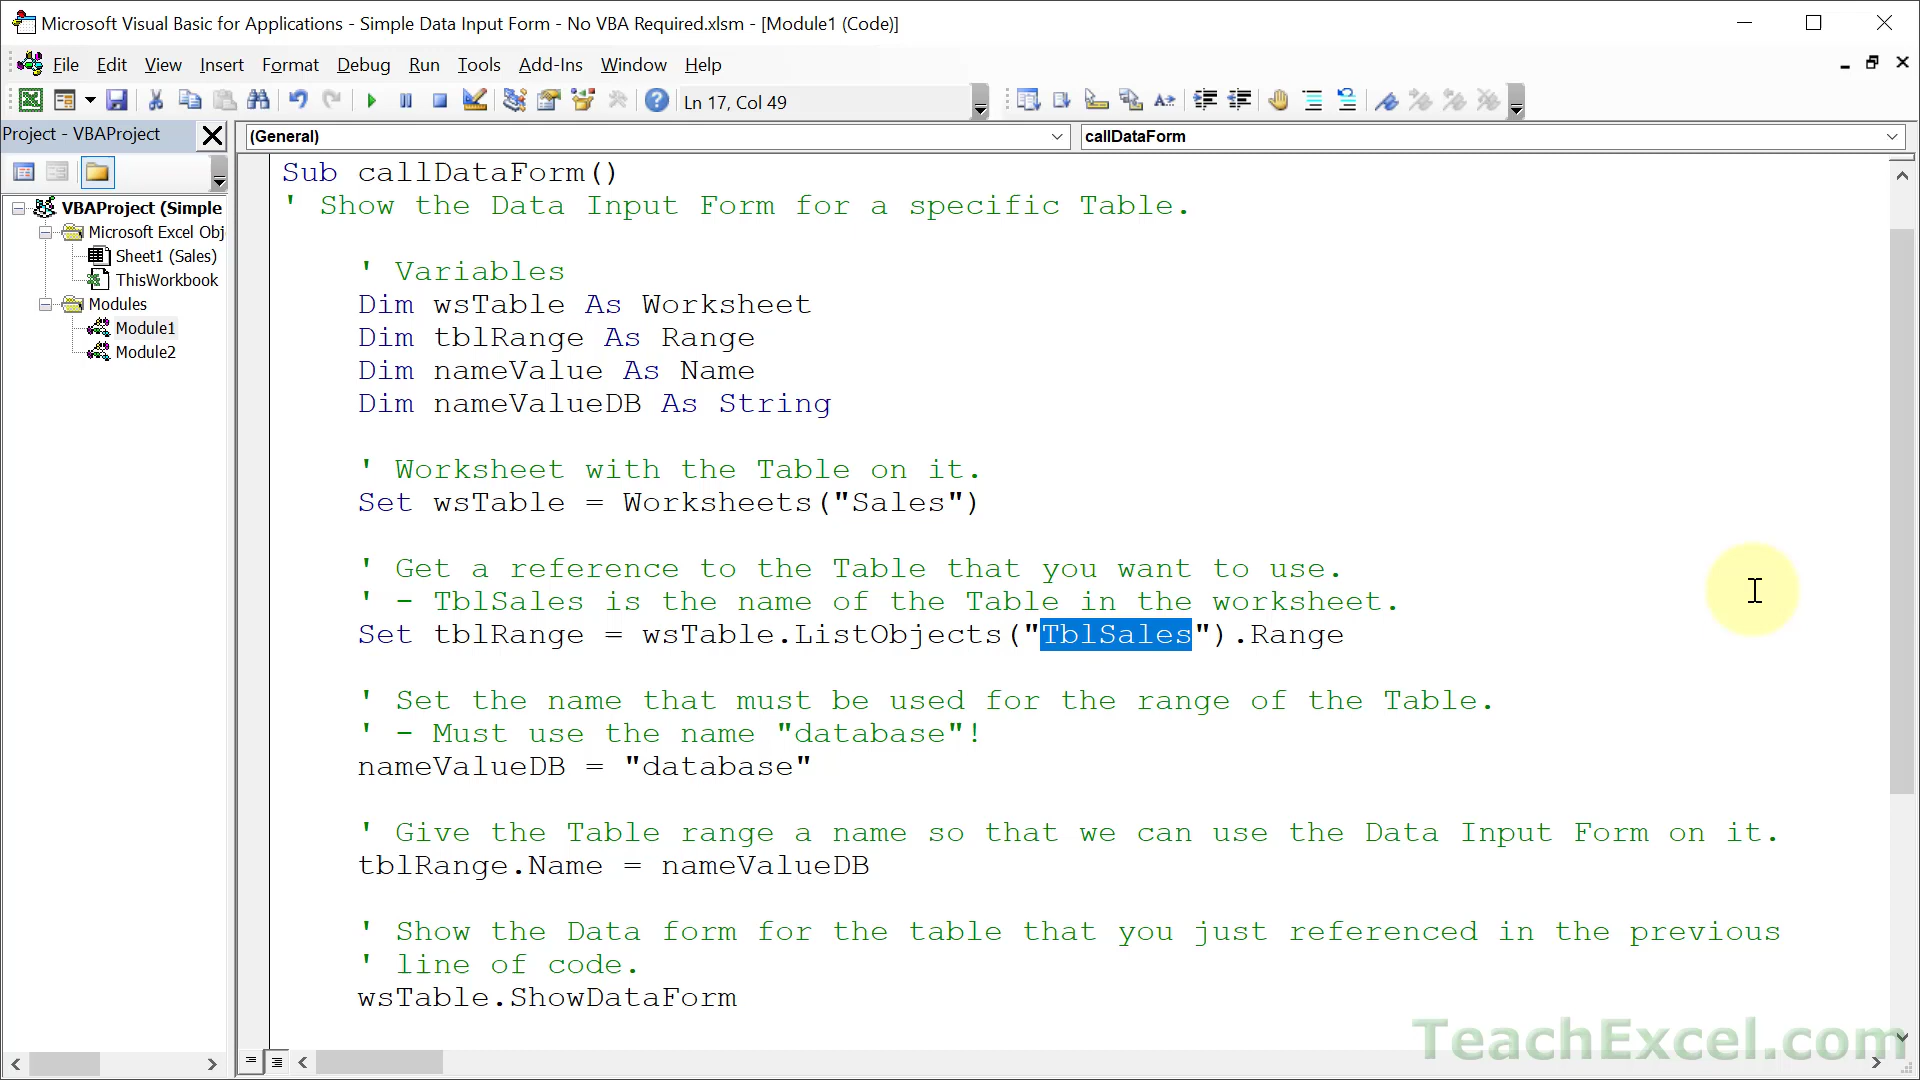 Microsoft Visual Basic for Applications - Simple Data Input Form - No VBA Required.xlsm - [Module1 (Code)]
File Edit View Insert Format Debug Run Tools Add-Ins Window Help
Ln 17, Col 49
Project - VBAProject
(General)
callDataForm
VBAProject (Simple
Microsoft Excel Obj
Sheet1 (Sales)
ThisWorkbook
Modules
Module1
Module2
Sub callDataForm()
' Show the Data Input Form for a specific Table.
' Variables
Dim wsTable As Worksheet
Dim tblRange As Range
Dim nameValue As Name
Dim nameValueDB As String
' Worksheet with the Table on it.
Set wsTable = Worksheets("Sales")
' Get a reference to the Table that you want to use.
' - TblSales is the name of the Table in the worksheet.
Set tblRange = wsTable.ListObjects("TblSales").Range
' Set the name that must be used for the range of the Table.
' - Must use the name "database"!
nameValueDB = "database"
' Give the Table range a name so that we can use the Data Input Form on it.
tblRange.Name = nameValueDB
' Show the Data form for the table that you just referenced in the previous
' line of code.
wsTable.ShowDataForm
TeachExcel.com